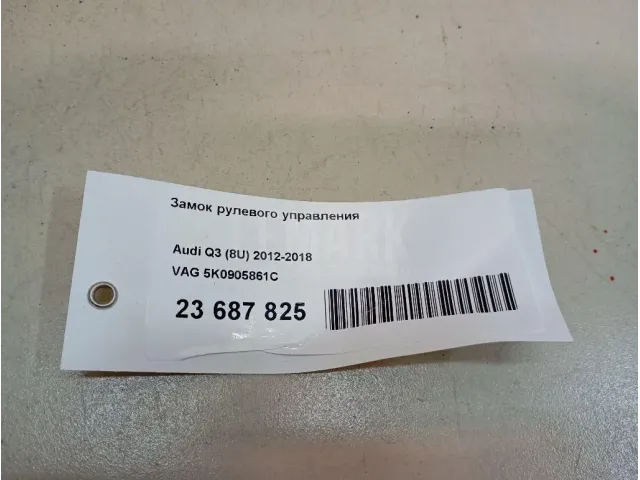 Замок рулевого управления
Audi Q3 (8U) 2012-2018
VAG 5K0905861C
23 687 825